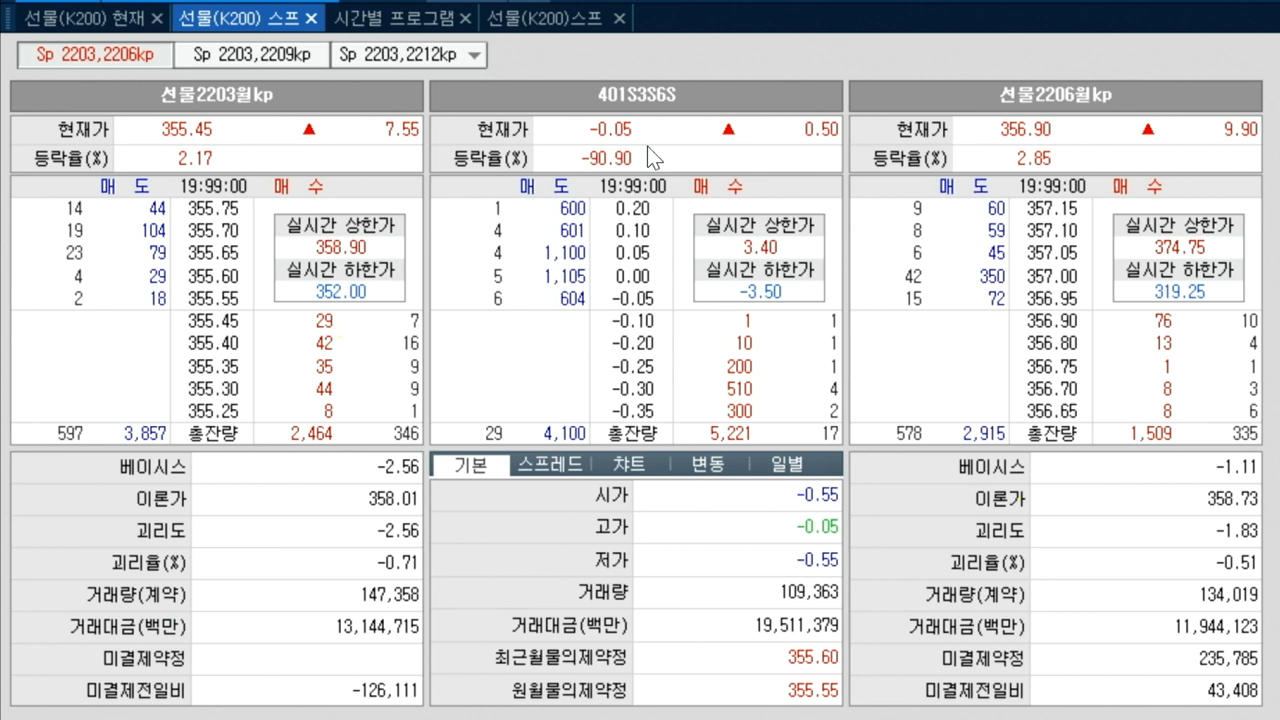 선물(K200) 현재 ✕ 선물(K200) 스프 ✕ 시간별 프로그램 ✕ 선물(K200)스프 ✕
Sp 2203,2206kp Sp 2203,2209kp Sp 2203,2212kp
선물2203월kp
현재가 355.45 ▲ 7.55
등락율(%) 2.17
매 도 19:99:00 매 수
14 44 355.75
19 104 355.70
23 79 355.65
4 29 355.60
2 18 355.55
실시간 상한가
358.90
실시간 하한가
352.00
355.45 29 7
355.40 42 16
355.35 35 9
355.30 44 9
355.25 8 1
597 3,857 총잔량 2,464 346
베이시스 -2.56
이론가 358.01
괴리도 -2.56
괴리율(%) -0.71
거래량(계약) 147,358
거래대금(백만) 13,144,715
미결제약정
미결제전일비 -126,111
401S3S6S
현재가 -0.05 ▲ 0.50
등락율(%) -90.90
매 도 19:99:00 매 수
1 600 0.20
4 601 0.10
4 1,100 0.05
5 1,105 0.00
6 604 -0.05
실시간 상한가
3.40
실시간 하한가
-3.50
-0.10 1 1
-0.20 10 1
-0.25 200 1
-0.30 510 4
-0.35 300 2
29 4,100 총잔량 5,221 17
기본 스프레드 챠트 변동 일별
시가 -0.55
고가 -0.05
저가 -0.55
거래량 109,363
거래대금(백만) 19,511,379
최근월물의제약정 355.60
원월물의제약정 355.55
선물2206월kp
현재가 356.90 ▲ 9.90
등락율(%) 2.85
매 도 19:99:00 매 수
9 60 357.15
8 59 357.10
6 45 357.05
42 350 357.00
15 72 356.95
실시간 상한가
374.75
실시간 하한가
319.25
356.90 76 10
356.80 13 4
356.75 1 1
356.70 8 3
356.65 8 6
578 2,915 총잔량 1,509 335
베이시스 -1.11
이론가 358.73
괴리도 -1.83
괴리율(%) -0.51
거래량(계약) 134,019
거래대금(백만) 11,944,123
미결제약정 235,785
미결제전일비 43,408